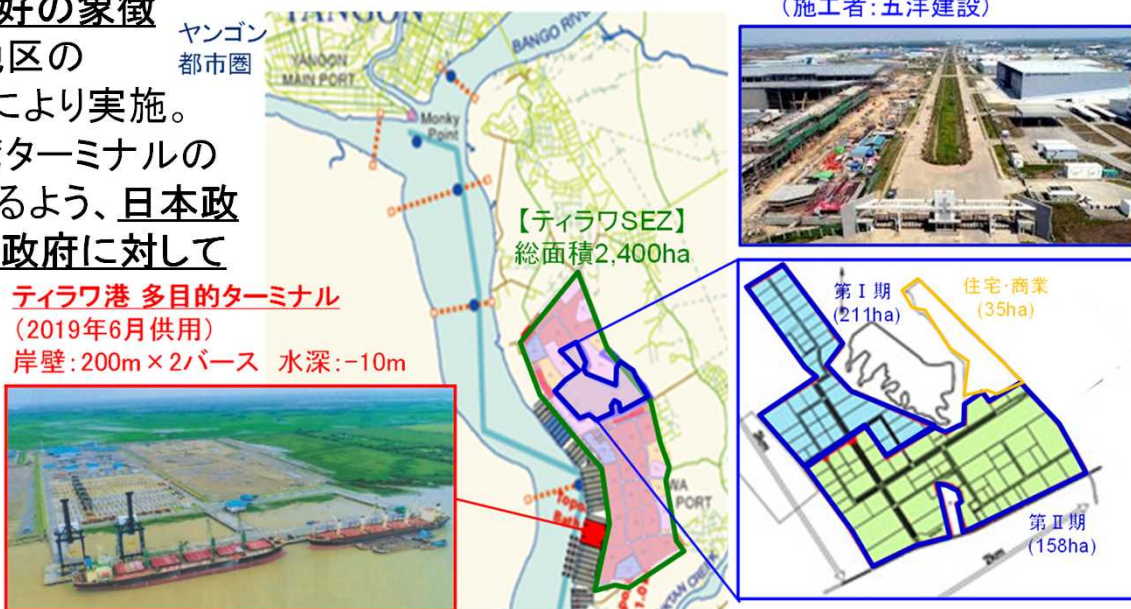 好の象徴
地区の
により実施。
ターミナルの
るよう、日本政
政府に対して
ヤンゴン
都市圏
YANGON
YANGON
MAIN PORT
BANGO RIVER
Monky
Point
【ティラワSEZ】
総面積2,400ha
(施工者:五洋建設)
ティラワ港 多目的ターミナル
(2019年6月供用)
岸壁:200m×2バース 水深:-10m
WA
PORT
第Ⅰ期
(211ha)
住宅・商業
(35ha)
第Ⅱ期
(158ha)
2km